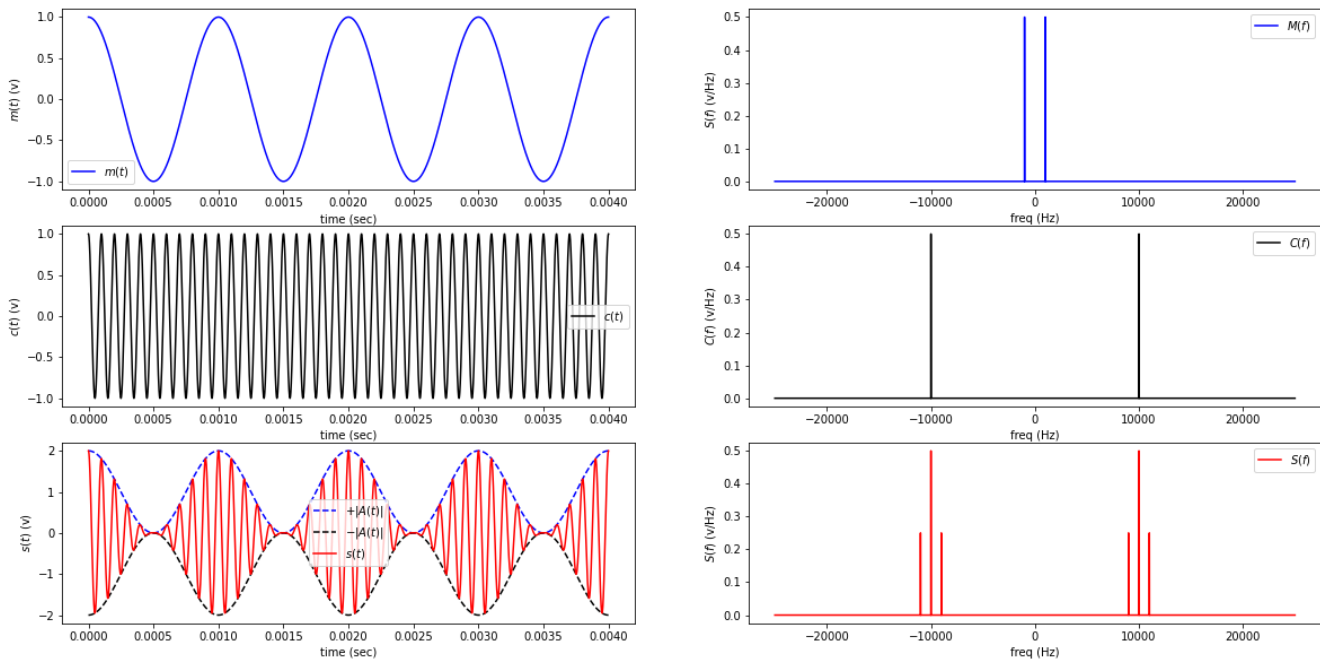 m(t) (v)
1.0
0.5
0.0
−0.5
−1.0
m(t)
0.0000 0.0005 0.0010 0.0015 0.0020 0.0025 0.0030 0.0035 0.0040
time (sec)
S(f) (v/Hz)
0.5
0.4
0.3
0.2
0.1
0.0
M(f)
−20000 −10000 0 10000 20000
freq (Hz)
c(t) (v)
1.0
0.5
0.0
−0.5
−1.0
c(t)
0.0000 0.0005 0.0010 0.0015 0.0020 0.0025 0.0030 0.0035 0.0040
time (sec)
C(f) (v/Hz)
0.5
0.4
0.3
0.2
0.1
0.0
C(f)
−20000 −10000 0 10000 20000
freq (Hz)
s(t) (v)
2
1
0
−1
−2
+|A(t)|
−|A(t)|
s(t)
0.0000 0.0005 0.0010 0.0015 0.0020 0.0025 0.0030 0.0035 0.0040
time (sec)
S(f) (v/Hz)
0.5
0.4
0.3
0.2
0.1
0.0
S(f)
−20000 −10000 0 10000 20000
freq (Hz)